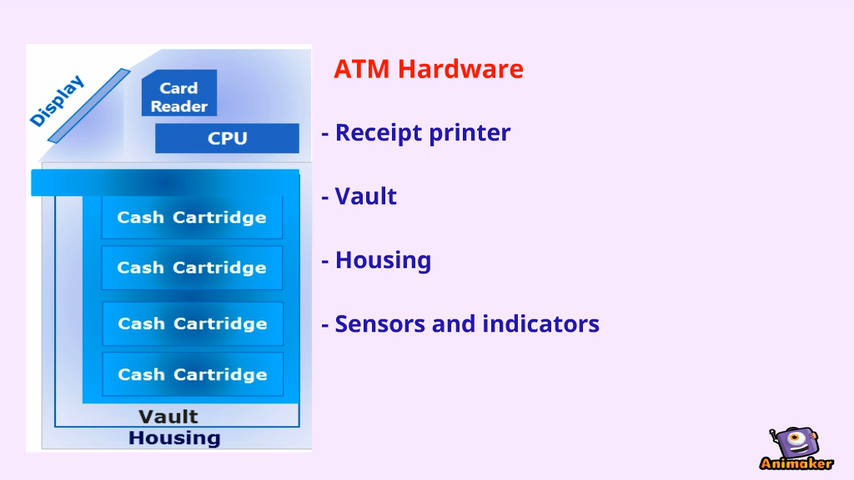 Display
Card
Reader
CPU
Cash Cartridge
Cash Cartridge
Cash Cartridge
Cash Cartridge
Vault
Housing
ATM Hardware
- Receipt printer
- Vault
- Housing
- Sensors and indicators
Animaker